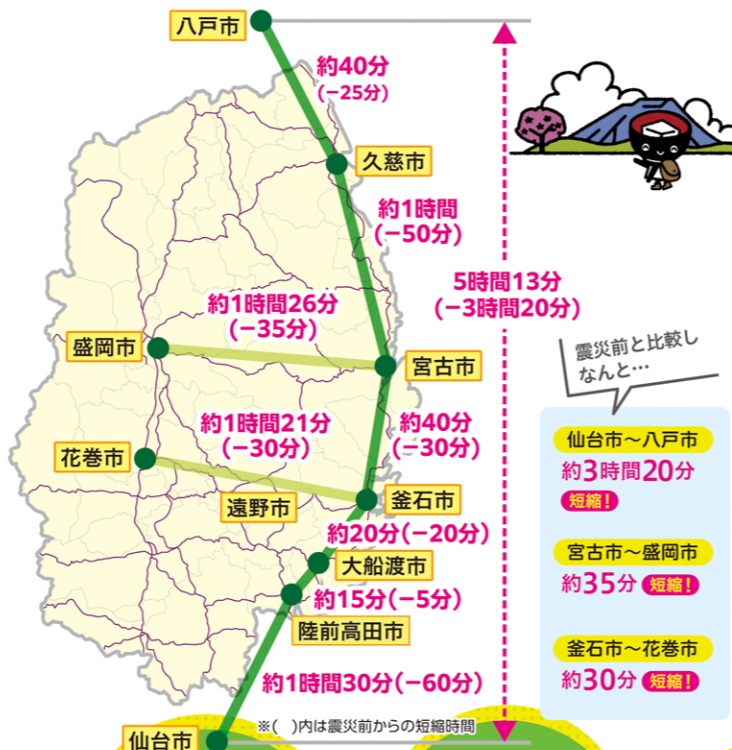 八戸市
約40分
(−25分)
久慈市
約1時間
(−50分)
5時間13分
(−3時間20分)
約1時間26分
(−35分)
盛岡市
宮古市
約1時間21分
(−30分)
約40分
(−30分)
花巻市
遠野市
釜石市
約20分(−20分)
大船渡市
約15分(−5分)
陸前高田市
約1時間30分(−60分)
※(　)内は震災前からの短縮時間
仙台市
震災前と比較し
なんと…
仙台市〜八戸市
約3時間20分
短縮!
宮古市〜盛岡市
約35分 短縮!
釜石市〜花巻市
約30分 短縮!